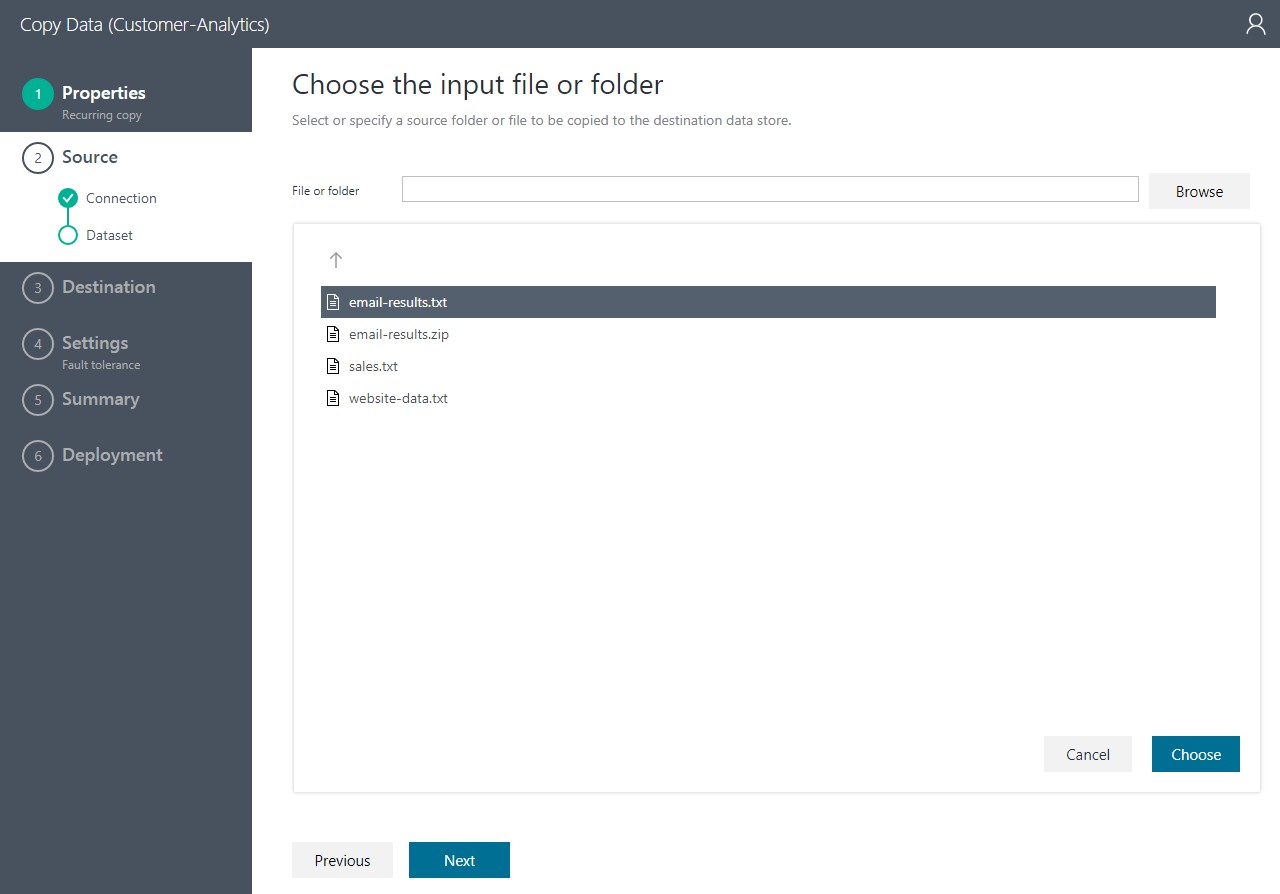 Copy Data (Customer-Analytics)
1 Properties
Recurring copy
2 Source
Connection
Dataset
3 Destination
4 Settings
Fault tolerance
5 Summary
6 Deployment
Choose the input file or folder
Select or specify a source folder or file to be copied to the destination data store.
File or folder
Browse
email-results.txt
email-results.zip
sales.txt
website-data.txt
Cancel Choose
Previous Next